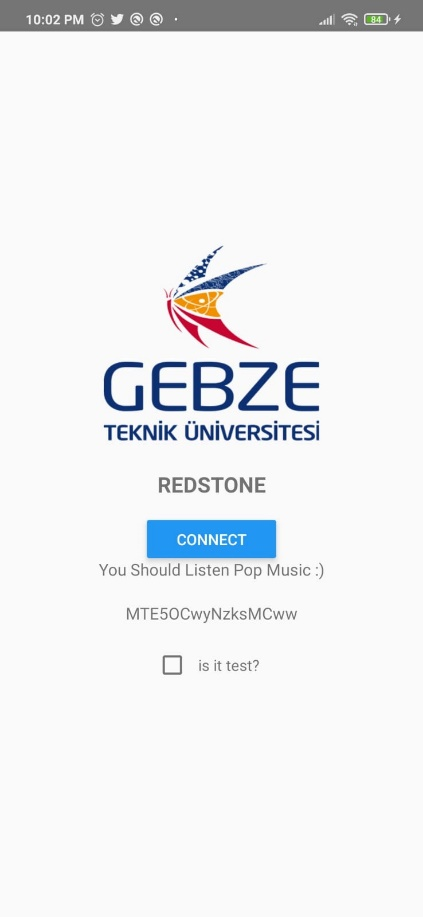 10:02 PM
84
GEBZE
TEKNİK ÜNİVERSİTESİ
REDSTONE
CONNECT
You Should Listen Pop Music :)
MTE5OCwyNzksMCww
is it test?